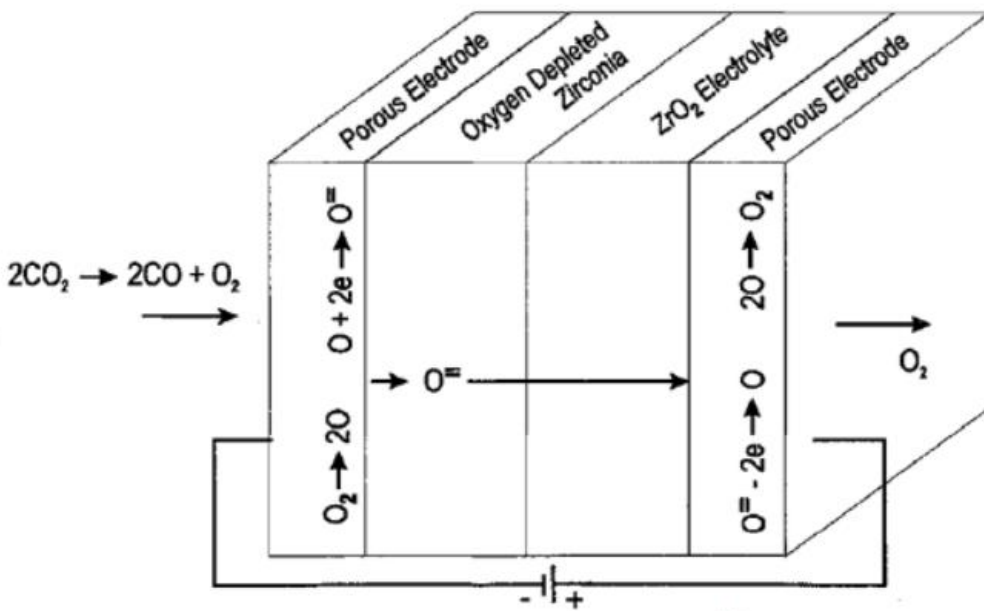 Porous Electrode
Oxygen Depleted
Zirconia
ZrO₂ Electrolyte
Porous Electrode
2CO₂ → 2CO + O₂
O₂ → 2O
O + 2e → O⁼
O⁼
O⁼ - 2e → O
2O → O₂
O₂
- +